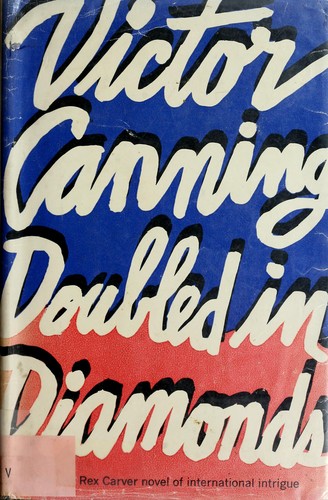 Victor
Canning
Doubled in
Diamonds
V
Rex Carver novel of international intrigue